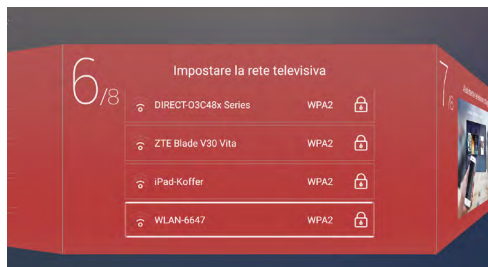 6/8
Impostare la rete televisiva
DIRECT-03C48x Series WPA2
ZTE Blade V30 Vita WPA2
iPad-Koffer WPA2
WLAN-6647 WPA2
7/8